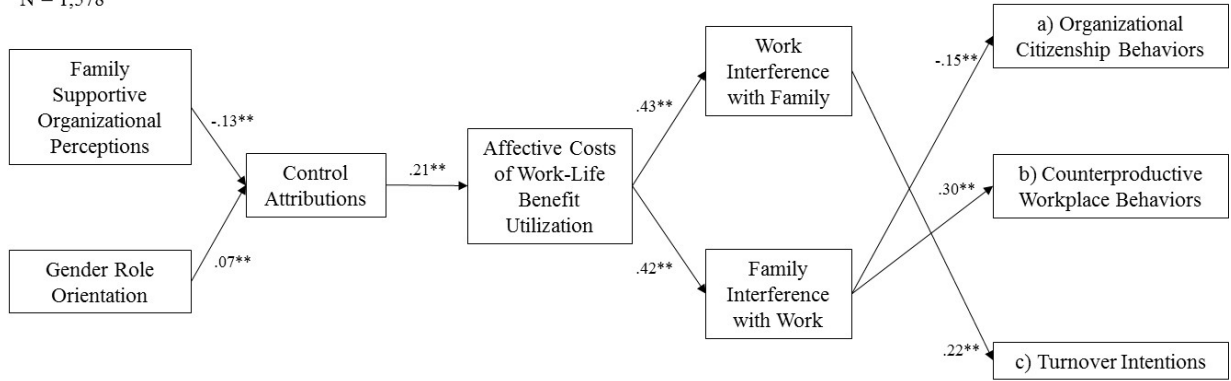 N = 1,578
Family
Supportive
Organizational
Perceptions
-.13**
Gender Role
Orientation
.07**
Control
Attributions
.21**
Affective Costs
of Work-Life
Benefit
Utilization
.43**
.42**
Work
Interference
with Family
Family
Interference
with Work
-.15**
.30**
.22**
a) Organizational
Citizenship Behaviors
b) Counterproductive
Workplace Behaviors
c) Turnover Intentions